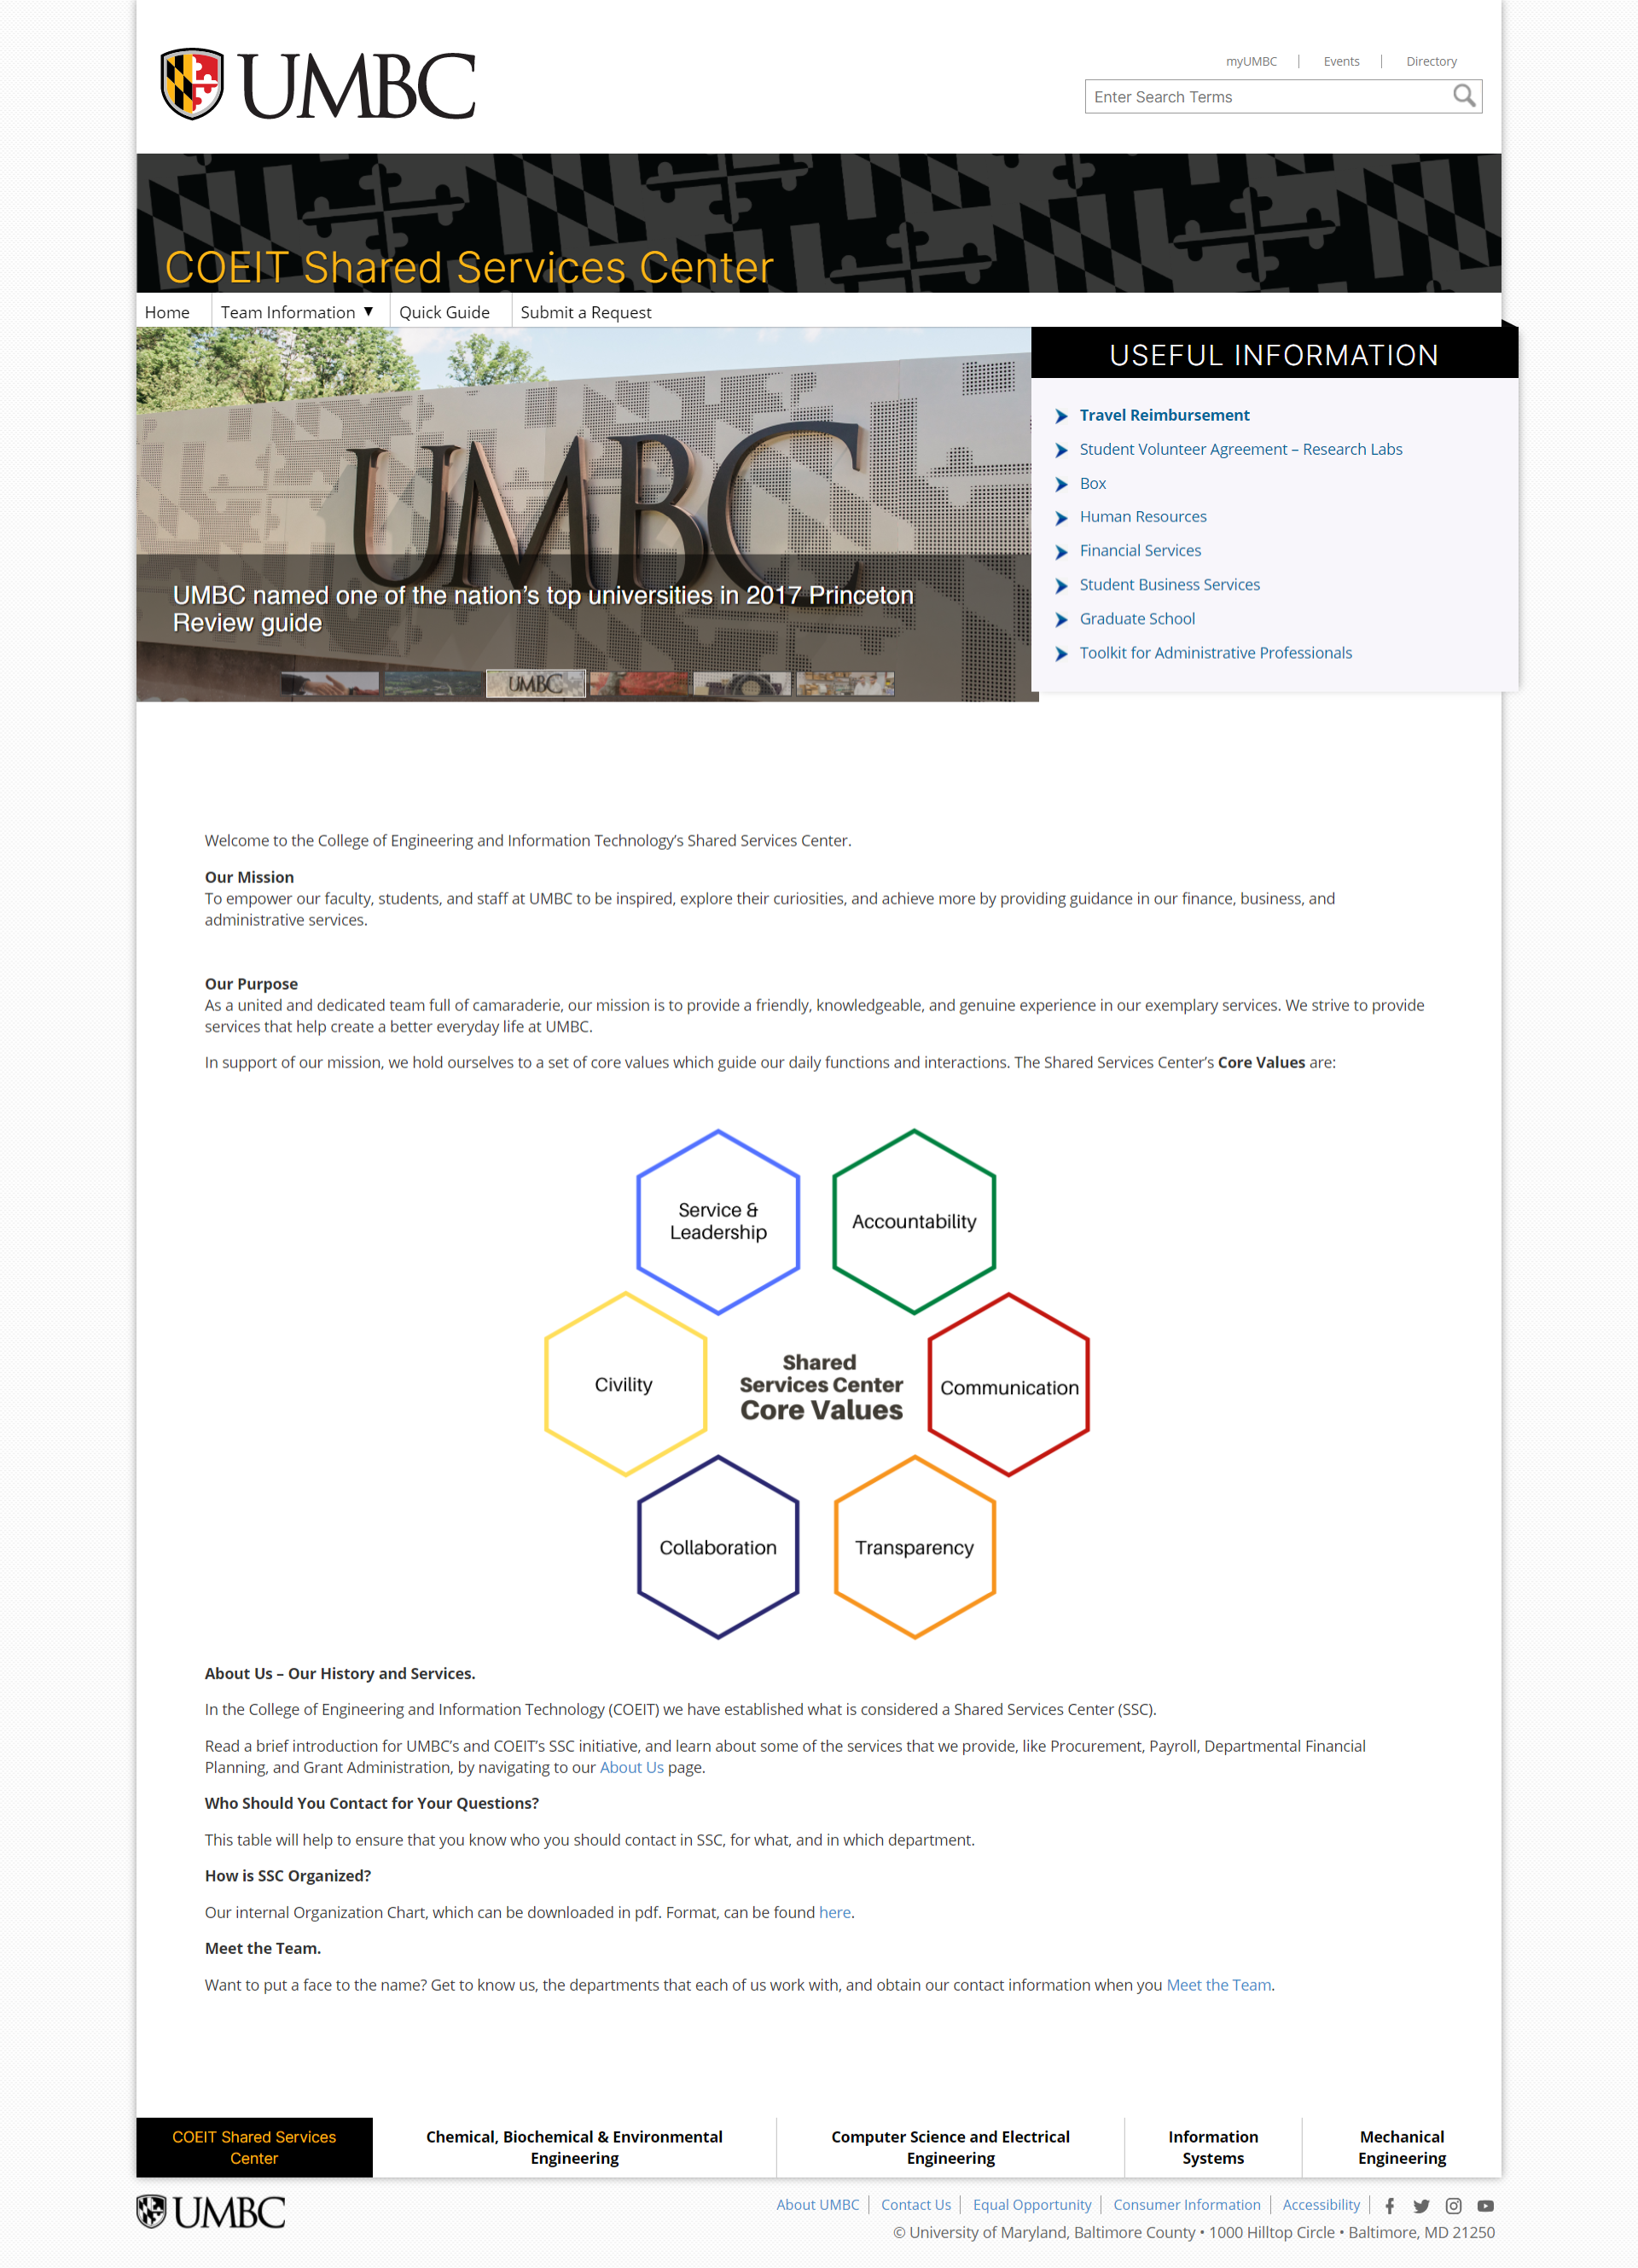 UMBC
myUMBC
Events
Directory
Enter Search Terms
COEIT Shared Services Center
Home
Team Information ▼
Quick Guide
Submit a Request
UMBC
UMBC named one of the nation's top universities in 2017 Princeton
Review guide
UMBC
USEFUL INFORMATION
Travel Reimbursement
Student Volunteer Agreement – Research Labs
Box
Human Resources
Financial Services
Student Business Services
Graduate School
Toolkit for Administrative Professionals
Welcome to the College of Engineering and Information Technology's Shared Services Center.
Our Mission
To empower our faculty, students, and staff at UMBC to be inspired, explore their curiosities, and achieve more by providing guidance in our finance, business, and
administrative services.
Our Purpose
As a united and dedicated team full of camaraderie, our mission is to provide a friendly, knowledgeable, and genuine experience in our exemplary services. We strive to provide
services that help create a better everyday life at UMBC.
In support of our mission, we hold ourselves to a set of core values which guide our daily functions and interactions. The Shared Services Center's Core Values are:
Service &
Leadership
Accountability
Civility
Shared
Services Center
Core Values
Communication
Collaboration
Transparency
About Us – Our History and Services.
In the College of Engineering and Information Technology (COEIT) we have established what is considered a Shared Services Center (SSC).
Read a brief introduction for UMBC's and COEIT's SSC initiative, and learn about some of the services that we provide, like Procurement, Payroll, Departmental Financial
Planning, and Grant Administration, by navigating to our About Us page.
Who Should You Contact for Your Questions?
This table will help to ensure that you know who you should contact in SSC, for what, and in which department.
How is SSC Organized?
Our internal Organization Chart, which can be downloaded in pdf. Format, can be found here.
Meet the Team.
Want to put a face to the name? Get to know us, the departments that each of us work with, and obtain our contact information when you Meet the Team.
COEIT Shared Services
Center
Chemical, Biochemical & Environmental
Engineering
Computer Science and Electrical
Engineering
Information
Systems
Mechanical
Engineering
UMBC
About UMBC
Contact Us
Equal Opportunity
Consumer Information
Accessibility
© University of Maryland, Baltimore County • 1000 Hilltop Circle • Baltimore, MD 21250